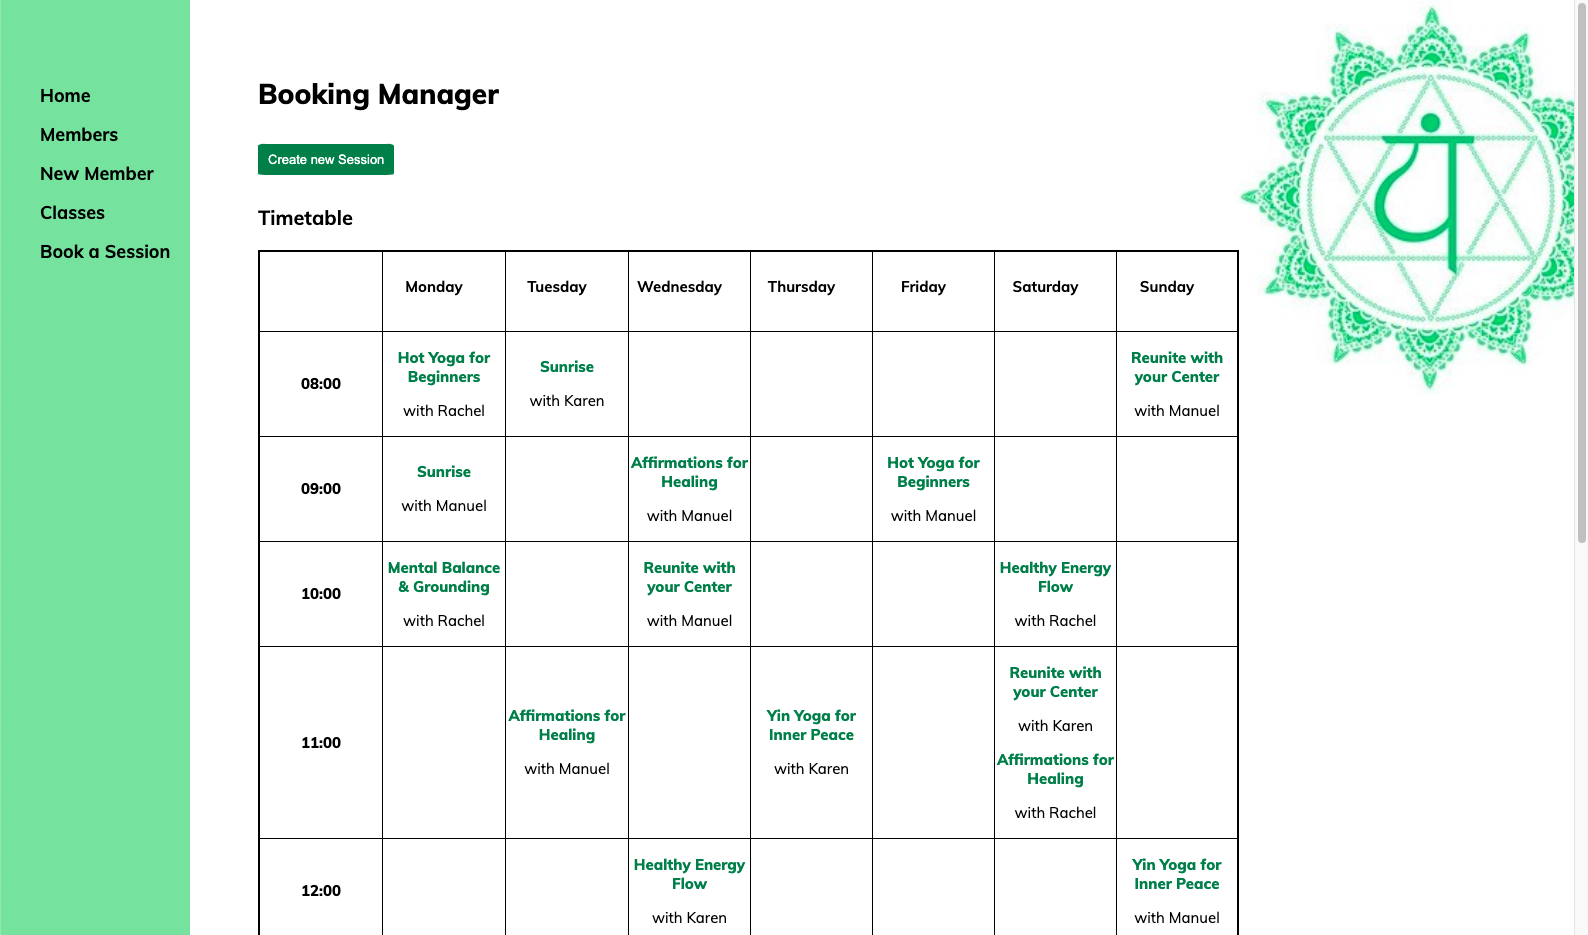 Home
Members
New Member
Classes
Book a Session
Booking Manager
Create new Session
Timetable
Monday Tuesday Wednesday Thursday Friday Saturday Sunday
08:00
Hot Yoga for
Beginners
with Rachel
Sunrise
with Karen
Reunite with
your Center
with Manuel
09:00
Sunrise
with Manuel
Affirmations for
Healing
with Manuel
Hot Yoga for
Beginners
with Manuel
10:00
Mental Balance
& Grounding
with Rachel
Reunite with
your Center
with Manuel
Healthy Energy
Flow
with Rachel
11:00
Affirmations for
Healing
with Manuel
Yin Yoga for
Inner Peace
with Karen
Reunite with
your Center
with Karen
Affirmations for
Healing
with Rachel
12:00
Healthy Energy
Flow
with Karen
Yin Yoga for
Inner Peace
with Manuel
यं